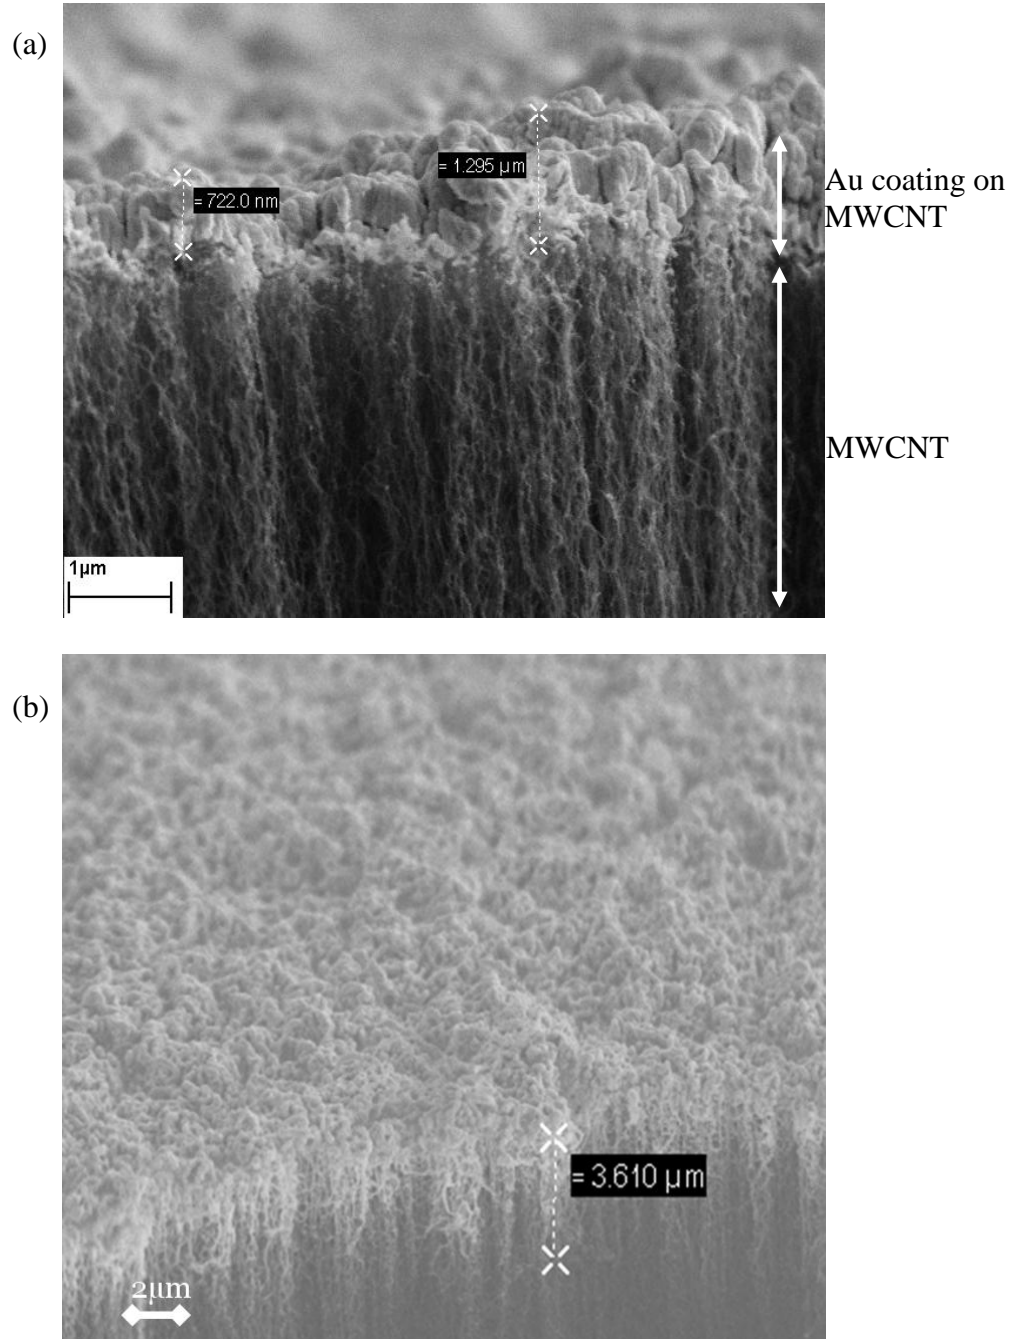 (a)
= 1.295 µm
= 722.0 nm
Au coating on
MWCNT
MWCNT
1µm
(b)
= 3.610 µm
2µm